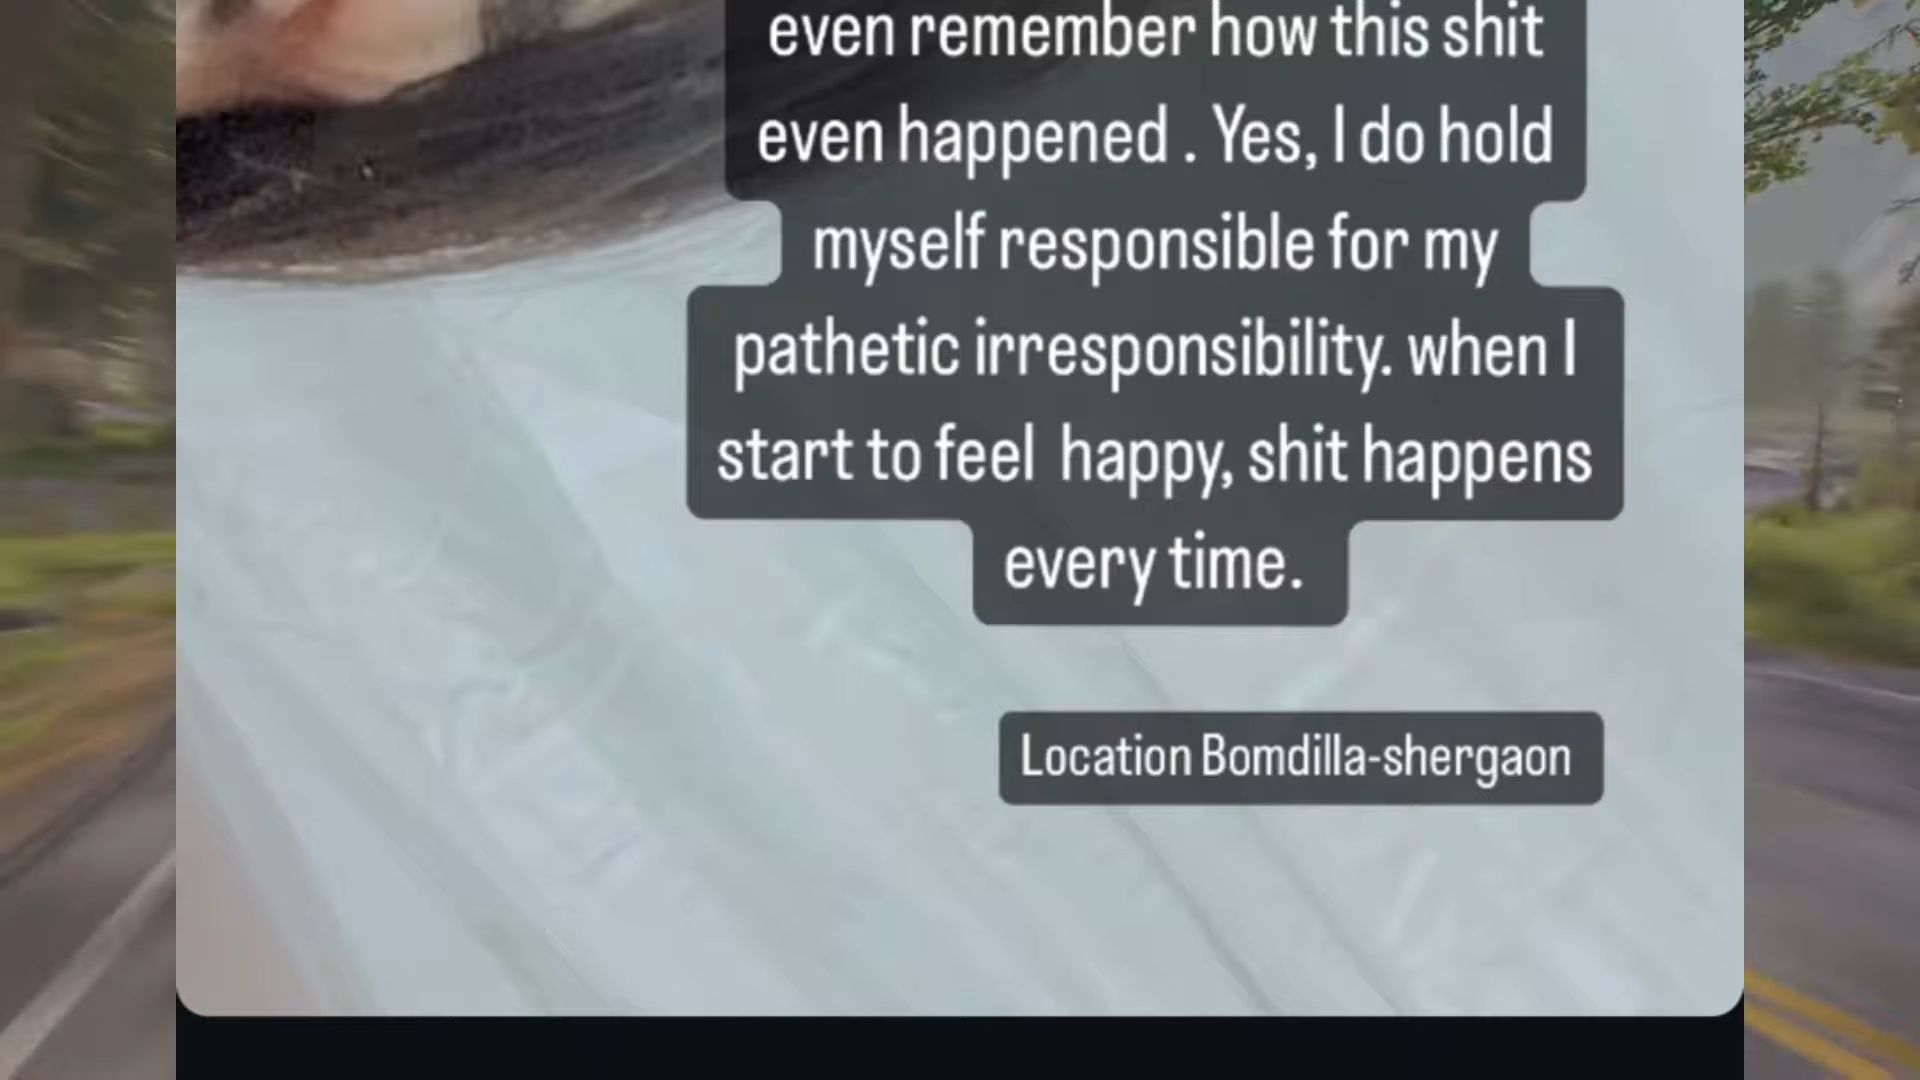 even remember how this shit
even happened . Yes, I do hold
myself responsible for my
pathetic irresponsibility. when I
start to feel happy, shit happens
every time.
Location Bomdilla-shergaon